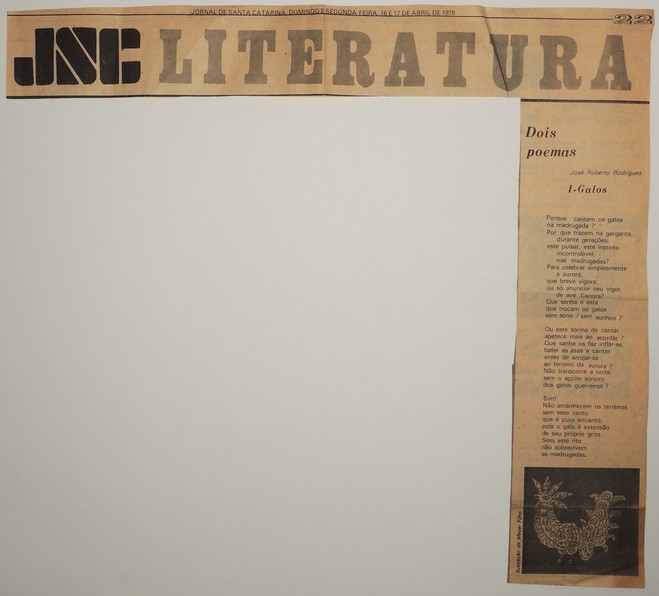 JORNAL DE SANTA CATARINA, DOMINGO E SEGUNDA-FEIRA, 16 E 17 DE ABRIL DE 1978
22
JSC LITERATURA
Dois
poemas
José Roberto Rodrigues
I-Galos
Porque cantam os galos
na madrugada ?
Por que trazem na garganta,
durante gerações,
este pulsar, este instinto
incontrolável,
nas madrugadas?
Para celebrar simplesmente
a aurora,
que breve vigora,
ou só anunciar seu vigor
de ave Canora?
Que senha é esta
que trocam os galos
sem sono ? sem sonhos ?
Ou este sonho de cantar
apetece mais ao acordar ?
Que sanha os faz inflar-se,
bater as asas e cantar
antes de arrojar-se
ao terreiro da aurora ?
Não transcorre a noite
sem o açoite sonoro
dos galos guerreiros ?
Sim!
Não amanhecem os terreiros
sem esse canto
que é puro encanto,
pois o galo é extensão
de seu próprio grito
Sem este rito
não sobrevivem
as madrugadas.
Ilustração de Meyer Filho